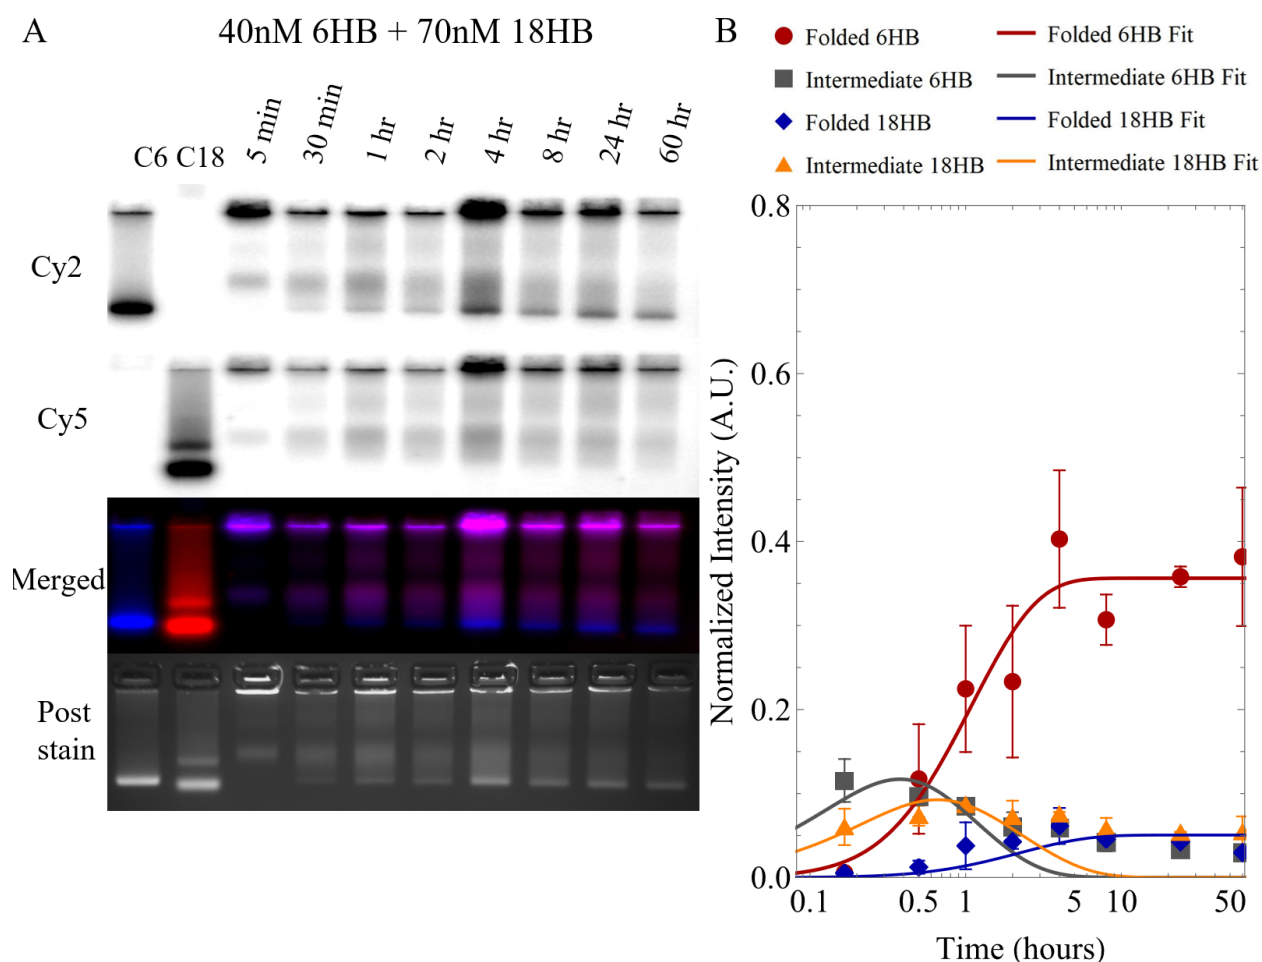 A
40nM 6HB + 70nM 18HB
C6 C18 5 min 30 min 1 hr 2 hr 4 hr 8 hr 24 hr 60 hr
Cy2
Cy5
Merged
Post
stain
B
Folded 6HB
Folded 6HB Fit
Intermediate 6HB
Intermediate 6HB Fit
Folded 18HB
Folded 18HB Fit
Intermediate 18HB
Intermediate 18HB Fit
Normalized Intensity (A.U.)
0.8
0.6
0.4
0.2
0.0
0.1 0.5 1 5 10 50
Time (hours)